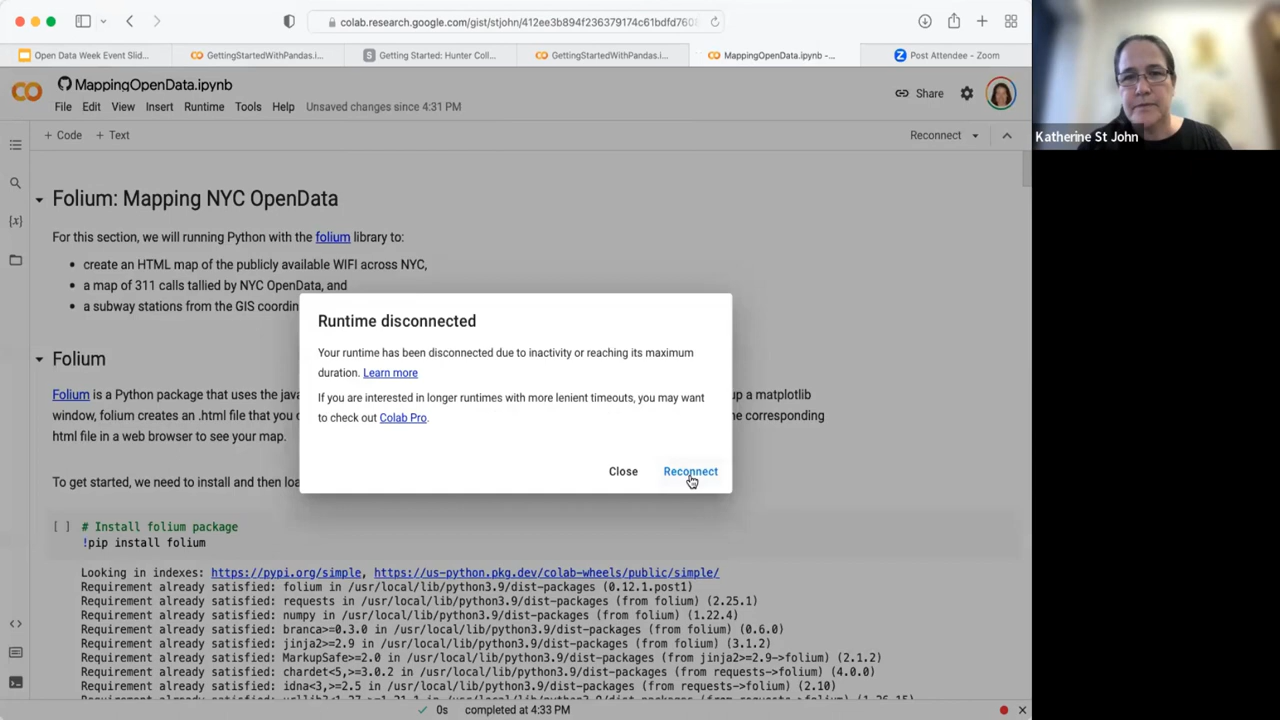 colab.research.google.com/gist/stjohn/412ee3b894f236379174c61bdfd760
Open Data Week Event Slid...
GettingStartedWithPandas.i...
Getting Started: Hunter Coll...
GettingStartedWithPandas.i...
MappingOpenData.ipynb -...
Post Attendee - Zoom
MappingOpenData.ipynb
File Edit View Insert Runtime Tools Help Unsaved changes since 4:31 PM
Share
+ Code + Text
Reconnect
Katherine St John
Folium: Mapping NYC OpenData
For this section, we will running Python with the folium library to:
• create an HTML map of the publicly available WIFI across NYC,
• a map of 311 calls tallied by NYC OpenData, and
• a subway stations from the GIS coordin
Runtime disconnected
Your runtime has been disconnected due to inactivity or reaching its maximum
duration. Learn more
If you are interested in longer runtimes with more lenient timeouts, you may want
to check out Colab Pro.
Close Reconnect
Folium
Folium is a Python package that uses the java up a matplotlib
window, folium creates an .html file that you corresponding
html file in a web browser to see your map.
To get started, we need to install and then loa
[ ] # Install folium package
!pip install folium
Looking in indexes: https://pypi.org/simple, https://us-python.pkg.dev/colab-wheels/public/simple/
Requirement already satisfied: folium in /usr/local/lib/python3.9/dist-packages (0.12.1.post1)
Requirement already satisfied: requests in /usr/local/lib/python3.9/dist-packages (from folium) (2.25.1)
Requirement already satisfied: numpy in /usr/local/lib/python3.9/dist-packages (from folium) (1.22.4)
Requirement already satisfied: branca>=0.3.0 in /usr/local/lib/python3.9/dist-packages (from folium) (0.6.0)
Requirement already satisfied: jinja2>=2.9 in /usr/local/lib/python3.9/dist-packages (from folium) (3.1.2)
Requirement already satisfied: MarkupSafe>=2.0 in /usr/local/lib/python3.9/dist-packages (from jinja2>=2.9->folium) (2.1.2)
Requirement already satisfied: chardet<5,>=3.0.2 in /usr/local/lib/python3.9/dist-packages (from requests->folium) (4.0.0)
Requirement already satisfied: idna<3,>=2.5 in /usr/local/lib/python3.9/dist-packages (from requests->folium) (2.10)
0s completed at 4:33 PM